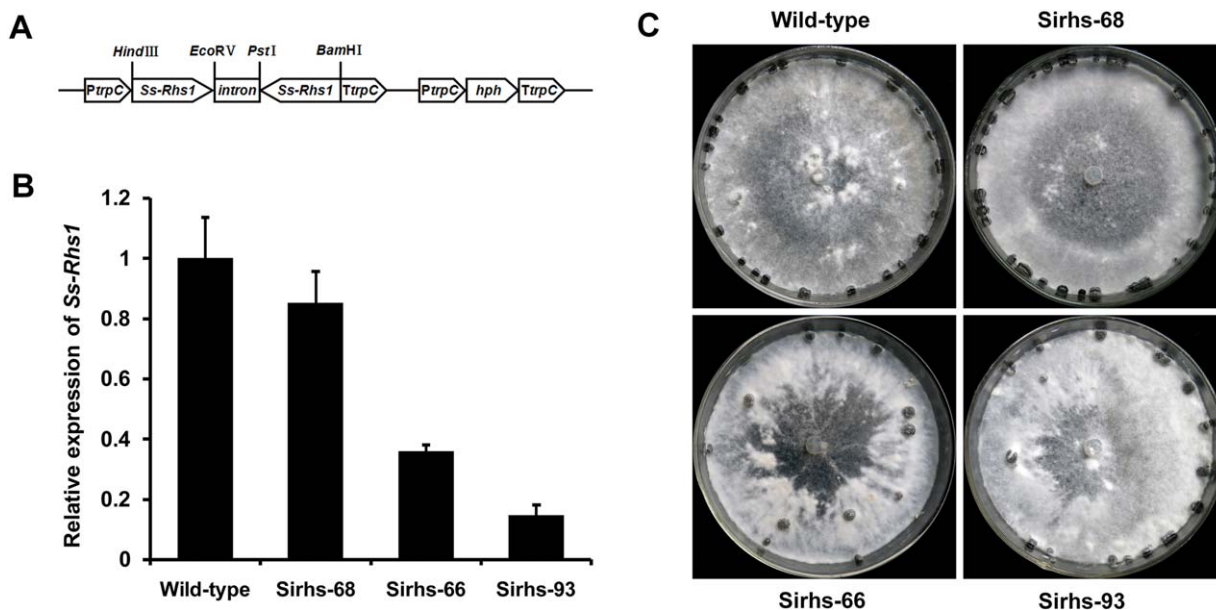 A
HindIII EcoRV PstI BamHI
PtrpC Ss-Rhs1 intron Ss-Rhs1 TtrpC PtrpC hph TtrpC
B
Relative expression of Ss-Rhs1
1.2
1
0.8
0.6
0.4
0.2
0
Wild-type Sirhs-68 Sirhs-66 Sirhs-93
C
Wild-type Sirhs-68
Sirhs-66 Sirhs-93